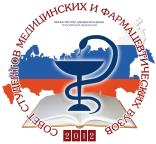 СОВЕТ СТУДЕНТОВ МЕДИЦИНСКИХ И ФАРМАЦЕВТИЧЕСКИХ ВУЗОВ
2012